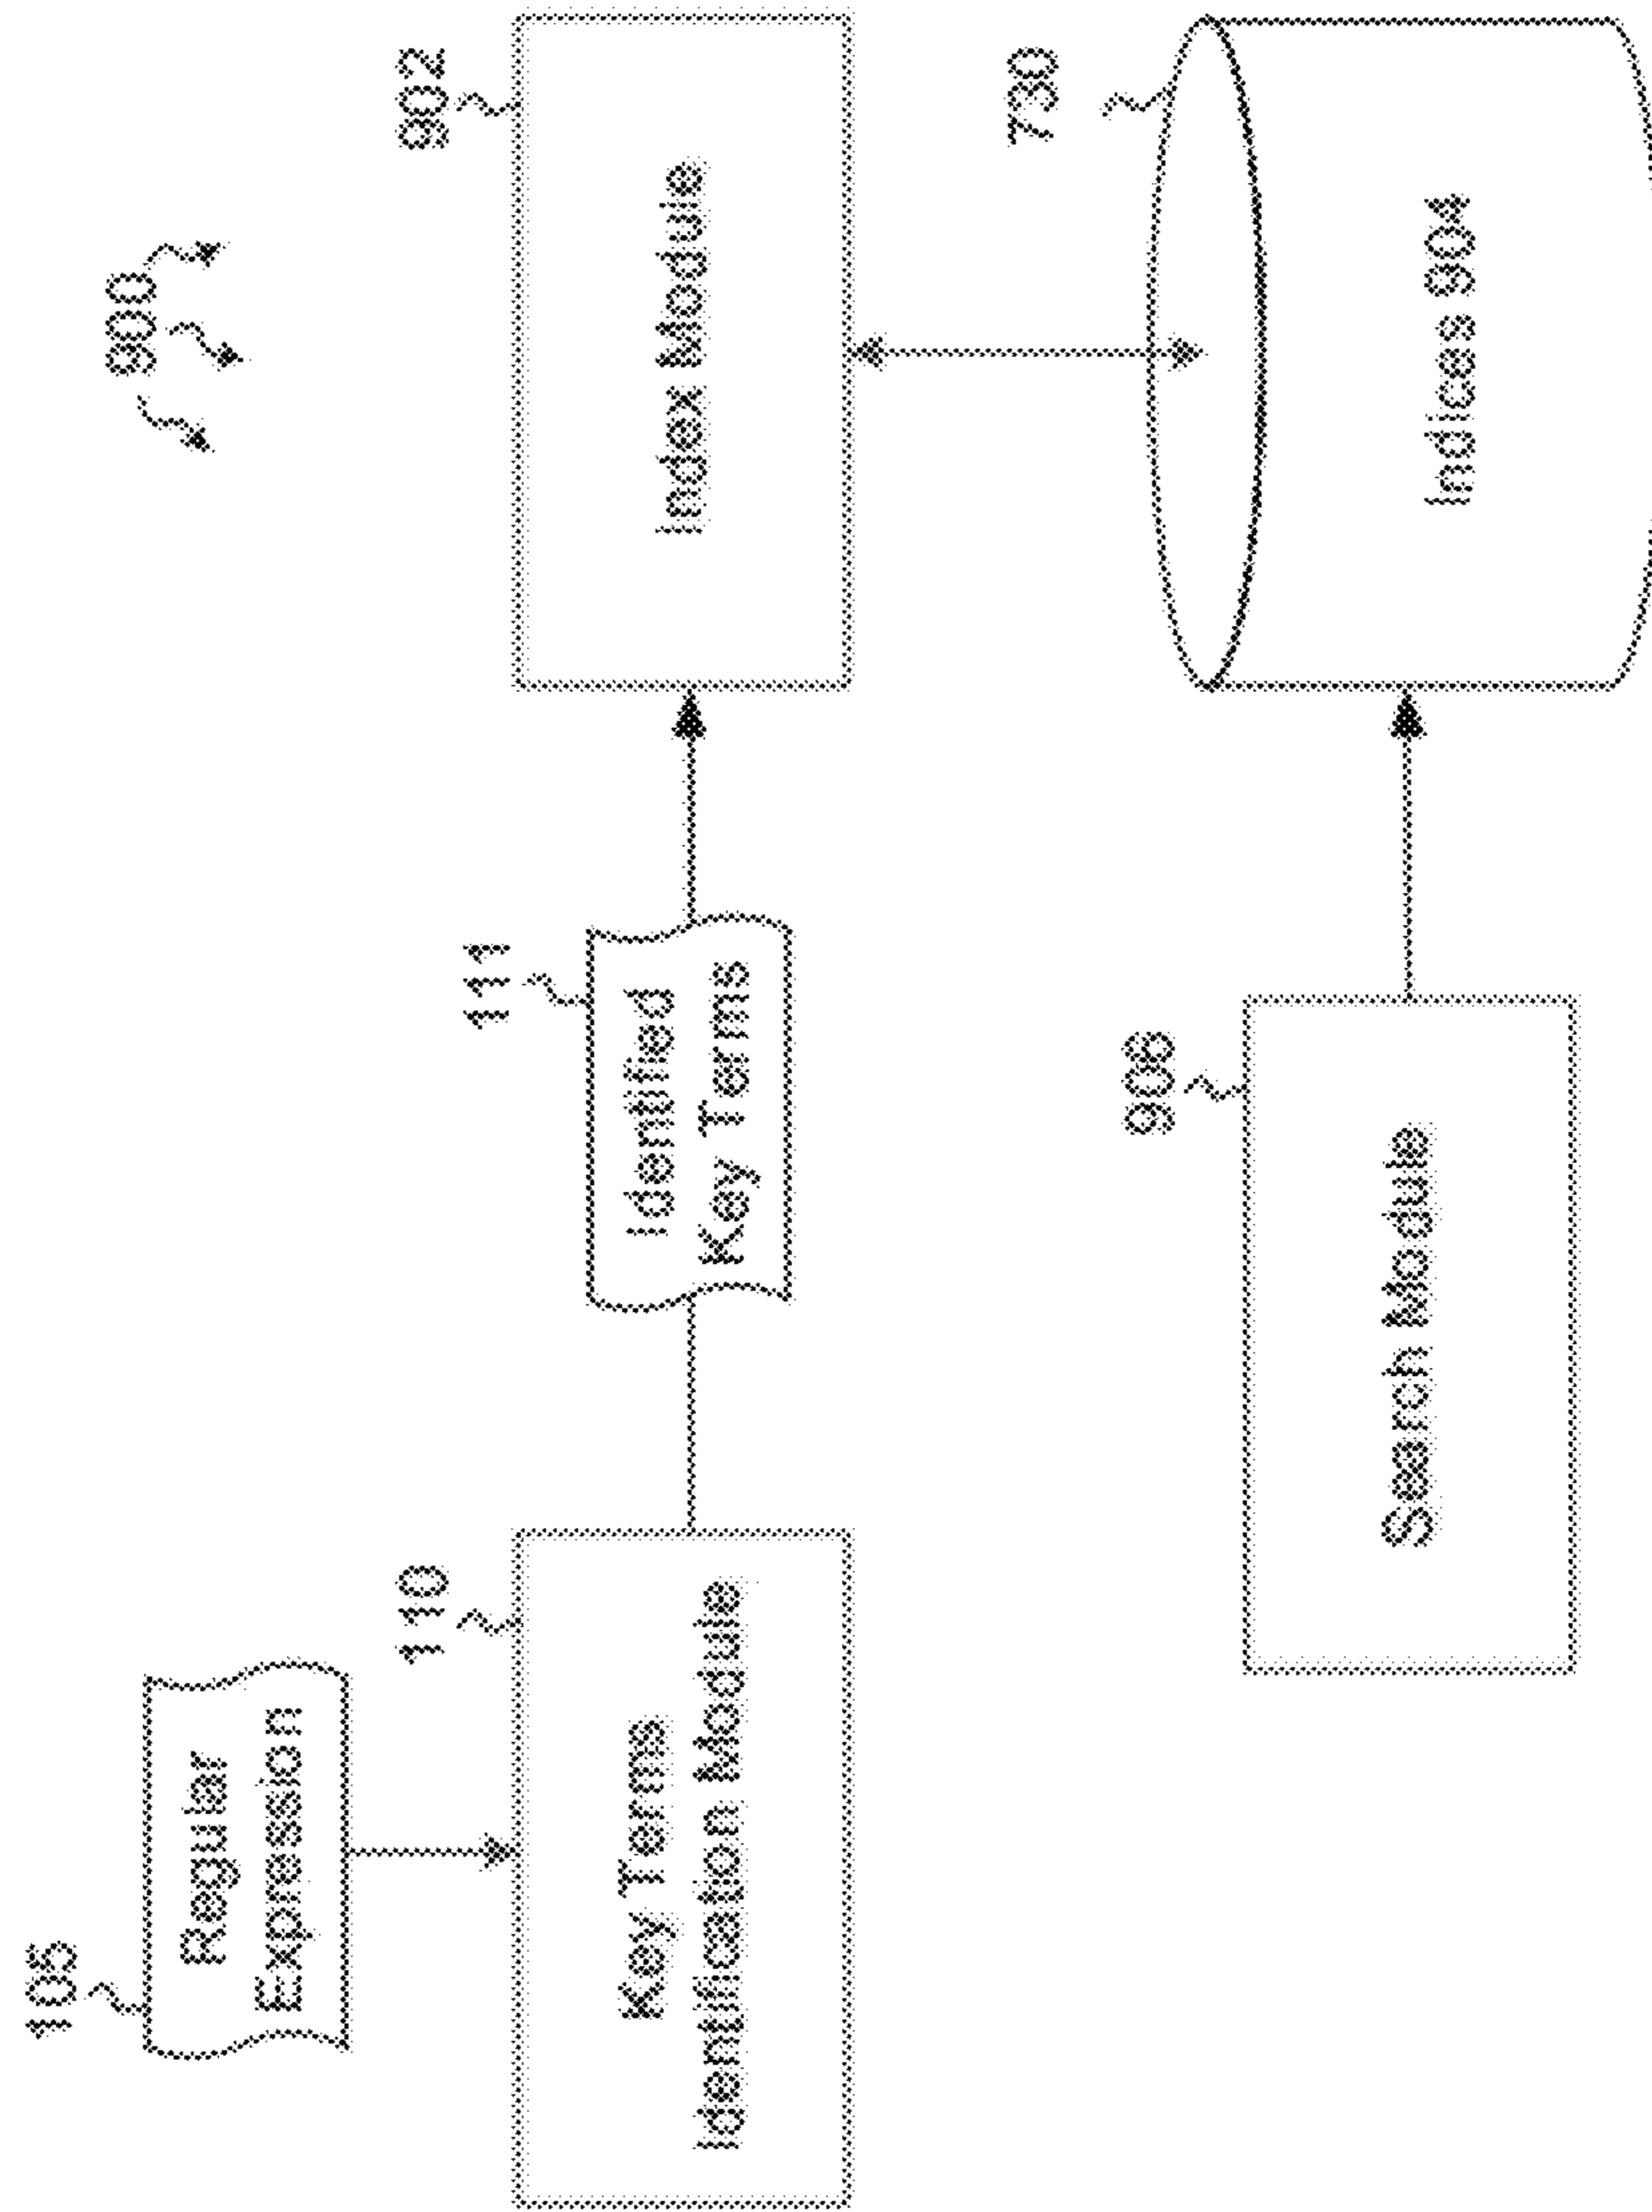 900
105
Regular
Expression
110
Key Terms
Identification Module
111
Identified
Key Terms
902
Index Module
906
Search Module
730
Indices 904